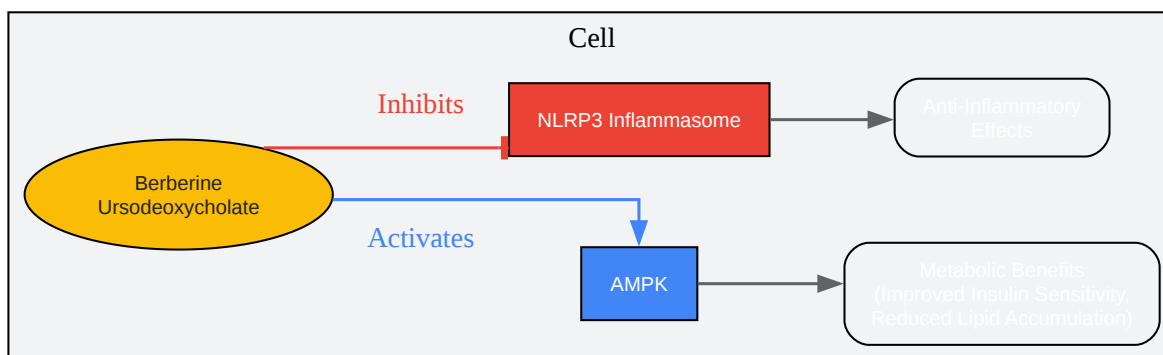 Cell
Inhibits
NLRP3 Inflammasome
Anti-Inflammatory
Effects
Berberine
Ursodeoxycholate
Activates
AMPK
Metabolic Benefits
(Improved Insulin Sensitivity,
Reduced Lipid Accumulation)